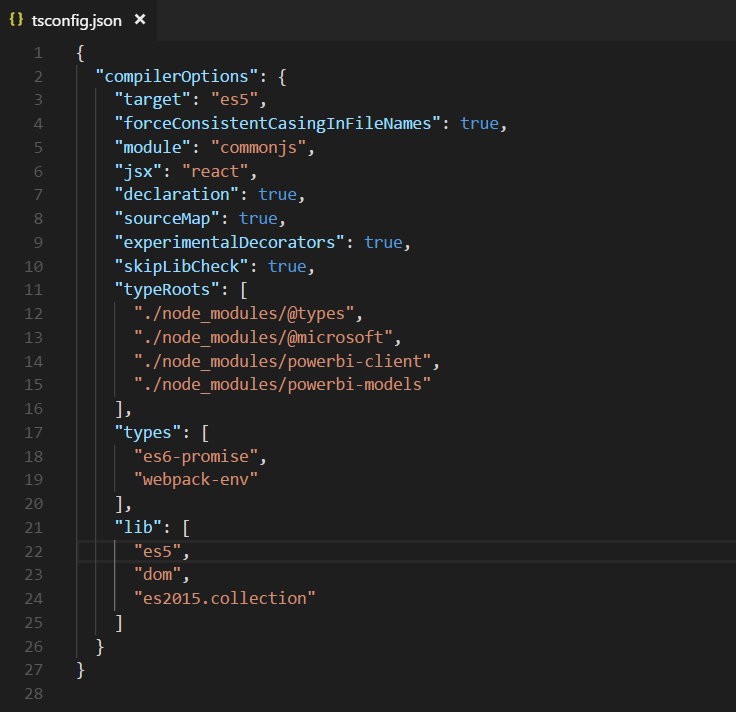 {} tsconfig.json ×
1 {
2   "compilerOptions": {
3     "target": "es5",
4     "forceConsistentCasingInFileNames": true,
5     "module": "commonjs",
6     "jsx": "react",
7     "declaration": true,
8     "sourceMap": true,
9     "experimentalDecorators": true,
10     "skipLibCheck": true,
11     "typeRoots": [
12       "./node_modules/@types",
13       "./node_modules/@microsoft",
14       "./node_modules/powerbi-client",
15       "./node_modules/powerbi-models"
16     ],
17     "types": [
18       "es6-promise",
19       "webpack-env"
20     ],
21     "lib": [
22       "es5",
23       "dom",
24       "es2015.collection"
25     ]
26   }
27 }
28